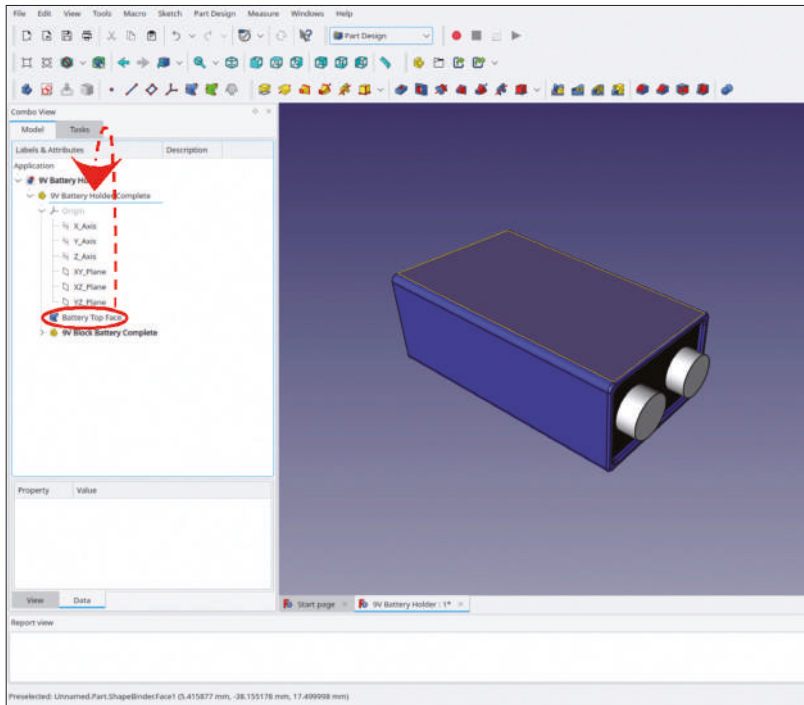 File Edit View Tools Macro Sketch Part Design Measure Windows Help
Part Design
Combo View
Model Tasks
Labels & Attributes Description
Application
9V Battery
9V Battery Holder Complete
Origin
X_Axis
Y_Axis
Z_Axis
XY_Plane
XZ_Plane
YZ_Plane
Battery Top Face
9V Block Battery Complete
Property Value
View Data
Start page 9V Battery Holder : 1*
Report view
Preselected: Unnamed.Part.ShapeBinder.Face1 (5.415877 mm, -38.155178 mm, 17.499998 mm)